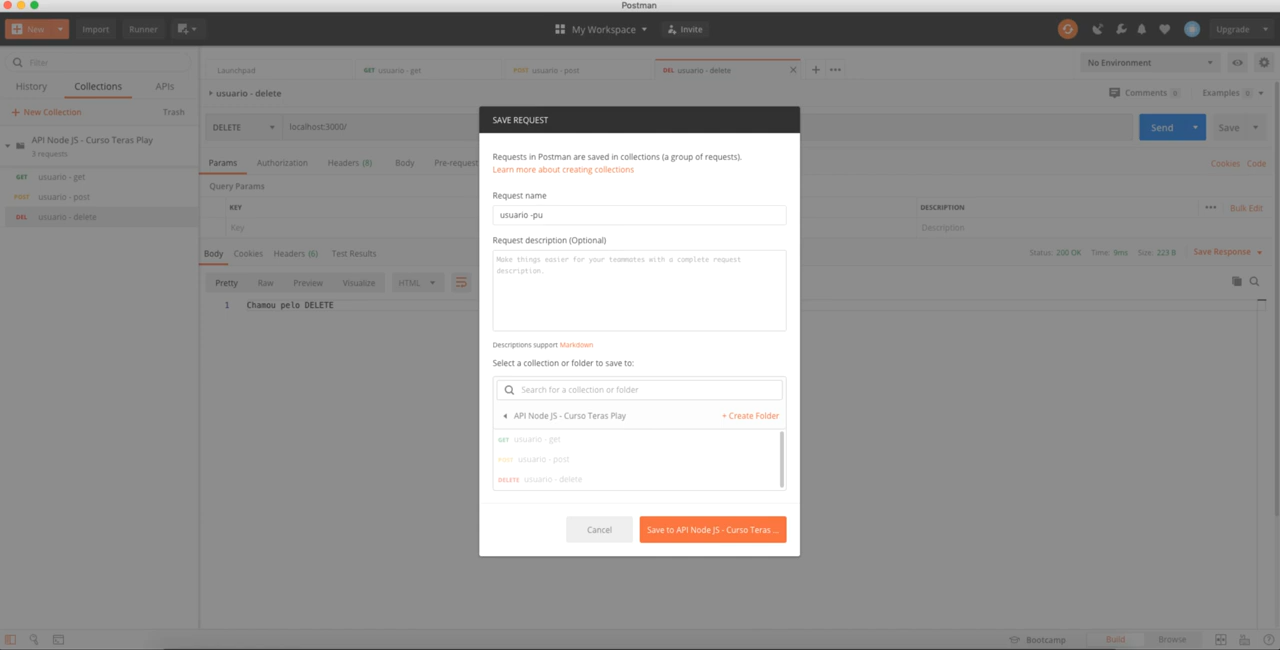 Postman
New
Import
Runner
My Workspace
Invite
Upgrade
Filter
History
Collections
APIs
New Collection
Trash
API Node JS - Curso Teras Play
3 requests
GET usuario - get
POST usuario - post
DEL usuario - delete
Launchpad
GET usuario - get
POST usuario - post
DEL usuario - delete
No Environment
usuario - delete
Comments 0
Examples 0
DELETE
localhost:3000/
Send
Save
Params
Authorization
Headers (8)
Body
Pre-request
Cookies
Code
Query Params
KEY
DESCRIPTION
Bulk Edit
Key
Description
Body
Cookies
Headers (6)
Test Results
Status: 200 OK
Time: 9ms
Size: 223 B
Save Response
Pretty
Raw
Preview
Visualize
HTML
1 Chamou pelo DELETE
SAVE REQUEST
Requests in Postman are saved in collections (a group of requests).
Learn more about creating collections
Request name
usuario -pu
Request description (Optional)
Make things easier for your teammates with a complete request
description.
Descriptions support Markdown
Select a collection or folder to save to:
Search for a collection or folder
API Node JS - Curso Teras Play
+ Create Folder
GET usuario - get
POST usuario - post
DELETE usuario - delete
Cancel
Save to API Node JS - Curso Teras ...
Bootcamp
Build
Browse